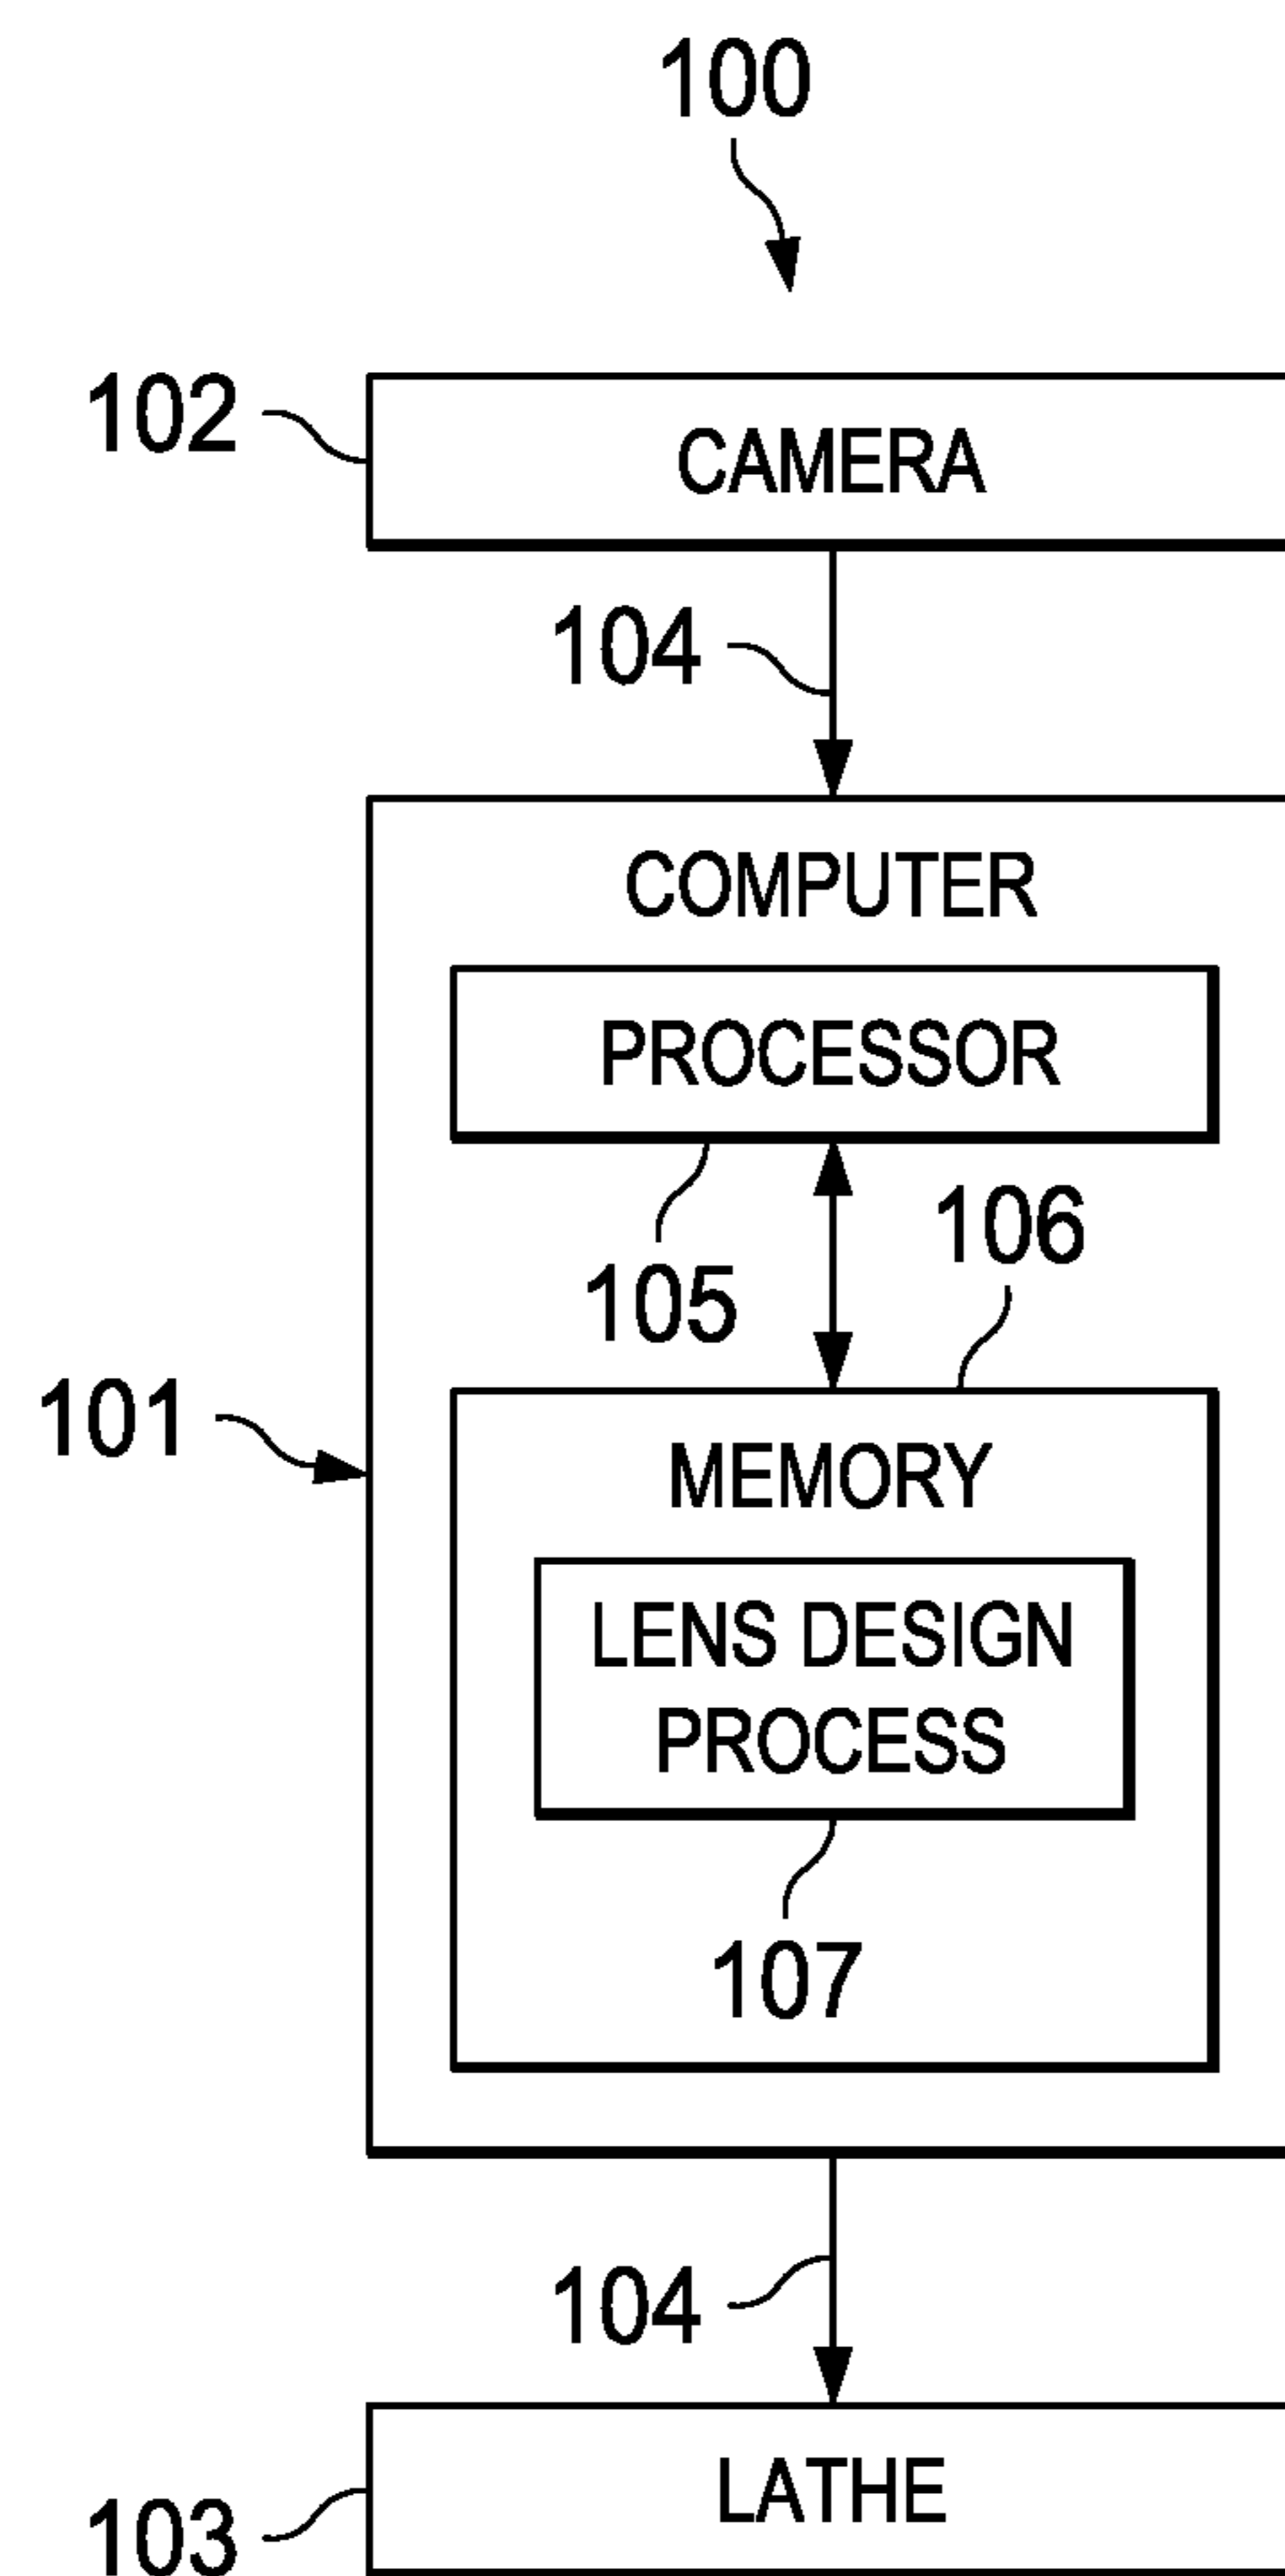 100
102
CAMERA
104
COMPUTER
PROCESSOR
106
105
101
MEMORY
LENS DESIGN
PROCESS
107
104
LATHE
103